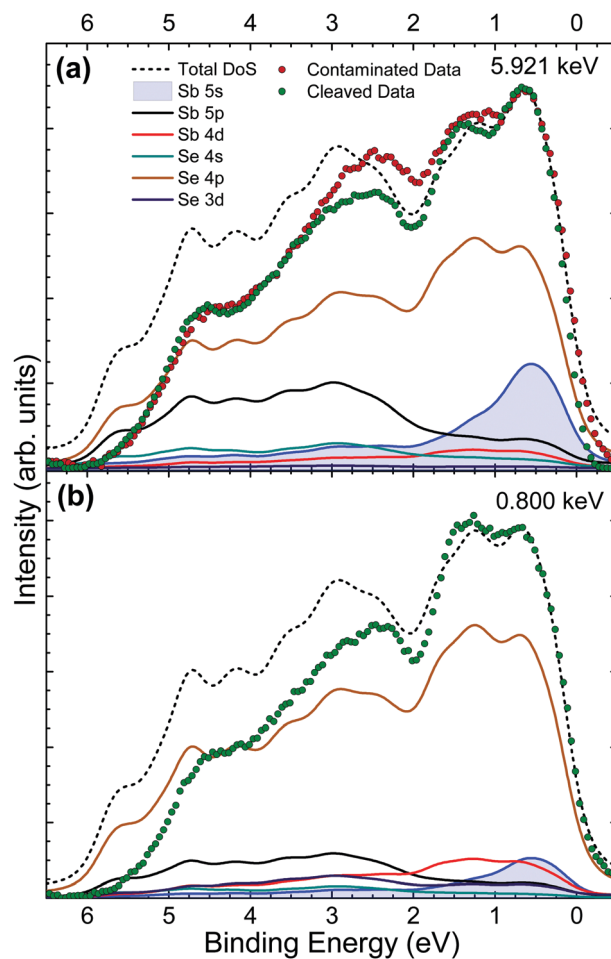 6 5 4 3 2 1 0
(a)
5.921 keV
Total DoS
Sb 5s
Sb 5p
Sb 4d
Se 4s
Se 4p
Se 3d
Contaminated Data
Cleaved Data
Intensity (arb. units)
(b)
0.800 keV
6 5 4 3 2 1 0
Binding Energy (eV)